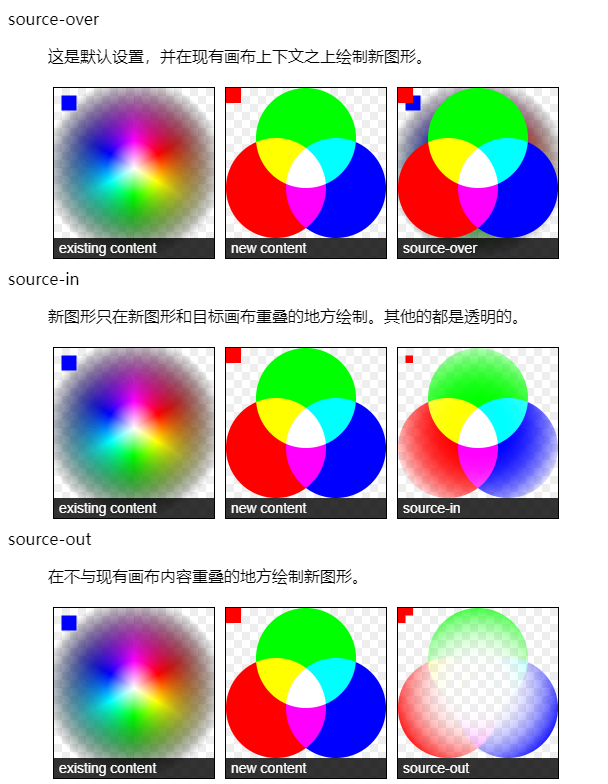 source-over
这是默认设置，并在现有画布上下文之上绘制新图形。
existing content
new content
source-over
source-in
新图形只在新图形和目标画布重叠的地方绘制。其他的都是透明的。
existing content
new content
source-in
source-out
在不与现有画布内容重叠的地方绘制新图形。
existing content
new content
source-out